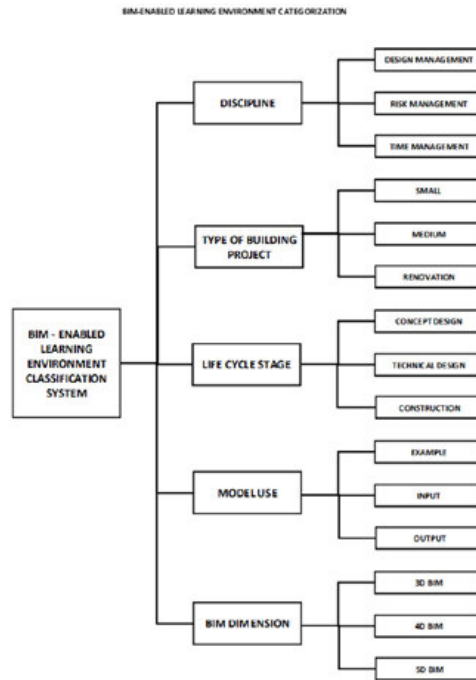 BIM-ENABLED LEARNING ENVIRONMENT CATEGORIZATION
DESIGN MANAGEMENT
DISCIPLINE
RISK MANAGEMENT
TIME MANAGEMENT
SMALL
TYPE OF BUILDING
PROJECT
MEDIUM
RENOVATION
BIM - ENABLED
LEARNING
ENVIRONMENT
CLASSIFICATION
SYSTEM
CONCEPT DESIGN
LIFE CYCLE STAGE
TECHNICAL DESIGN
CONSTRUCTION
EXAMPLE
MODEL USE
INPUT
OUTPUT
3D BIM
BIM DIMENSION
4D BIM
5D BIM